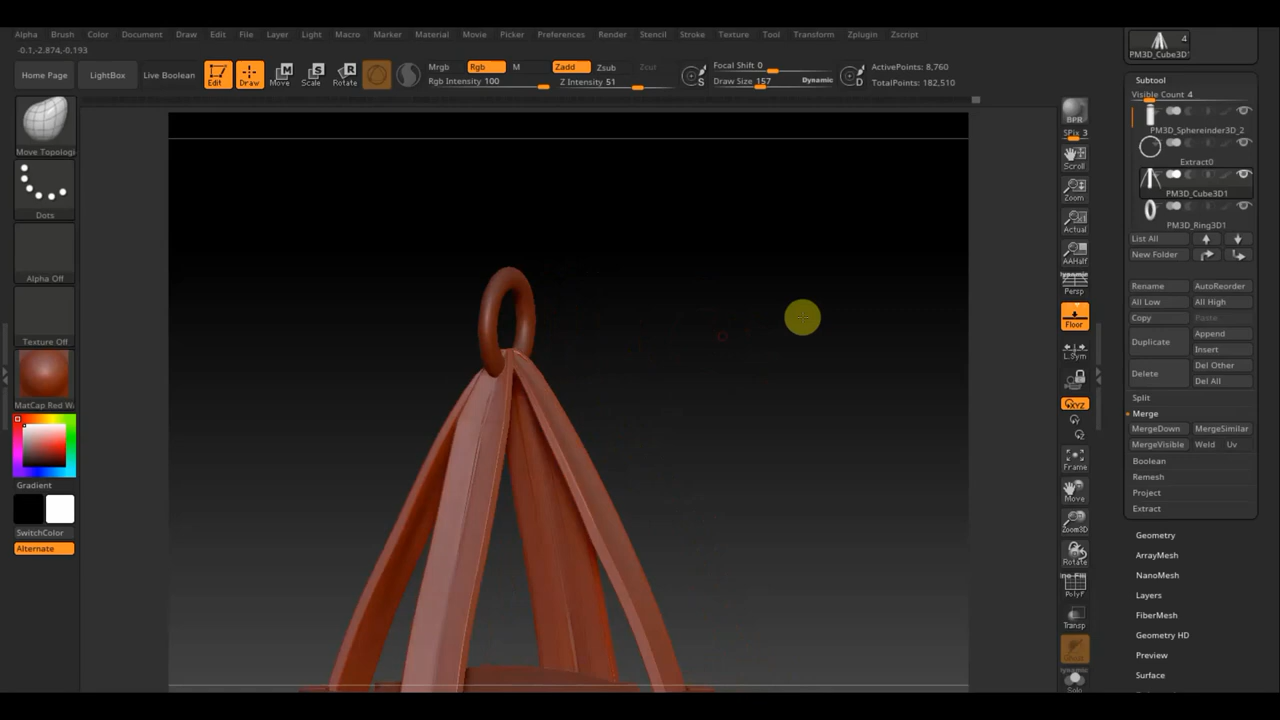 Alpha Brush Color Document Draw Edit File Layer Light Macro Marker Material Movie Picker Preferences Render Stencil Stroke Texture Tool Transform Zplugin Zscript
-0.1,-2.874,-0.193
Home Page
LightBox
Live Boolean
Edit
Draw
Move
Scale
Rotate
Mrgb Rgb M
Rgb Intensity 100
Zadd Zsub Zcut
Z Intensity 51
S
Focal Shift 0
Draw Size 157 Dynamic
D
ActivePoints: 8,760
TotalPoints: 182,510
Move Topologi
Dots
Alpha Off
Texture Off
MatCap Red Wa
Gradient
SwitchColor
Alternate
BPR
SPix 3
Scroll
Zoom
Actual
AAHalf
Dynamic
Persp
Floor
L.Sym
XYZ
Frame
Move
Zoom3D
Rotate
PolyF
Transp
Ghost
Dynamic
Solo
4
PM3D_Cube3D1
Subtool
Visible Count 4
PM3D_Sphereinder3D_2
Extract0
PM3D_Cube3D1
PM3D_Ring3D1
List All
New Folder
Rename AutoReorder
All Low All High
Copy Paste
Duplicate Append
Insert
Delete Del Other
Del All
Split
Merge
MergeDown MergeSimilar
MergeVisible Weld Uv
Boolean
Remesh
Project
Extract
Geometry
ArrayMesh
NanoMesh
Layers
FiberMesh
Geometry HD
Preview
Surface